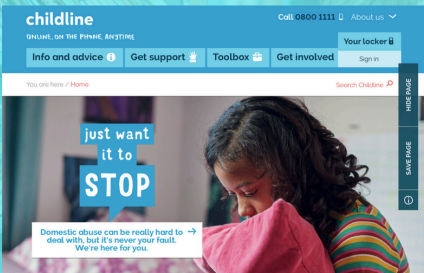 childline
ONLINE, ON THE PHONE, ANYTIME
Call 0800 1111 About us
Your locker
Sign in
Info and advice Get support Toolbox Get involved
You are here / Home
Search Childline
HIDE PAGE
SAVE PAGE
just want
it to
STOP
Domestic abuse can be really hard to
deal with, but it's never your fault.
We're here for you.